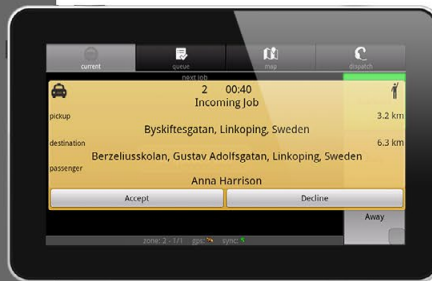 current queue map dispatch
next job
2 00:40
Incoming Job
pickup 3.2 km
Byskiftesgatan, Linkoping, Sweden
destination 6.3 km
Berzeliusskolan, Gustav Adolfsgatan, Linkoping, Sweden
passenger
Anna Harrison
Accept Decline
Away
zone: 2 - 1/1 gps: sync: